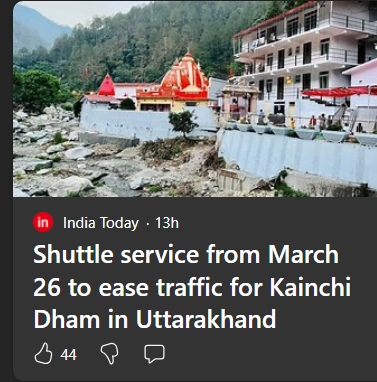 in India Today · 13h
Shuttle service from March
26 to ease traffic for Kainchi
Dham in Uttarakhand
44